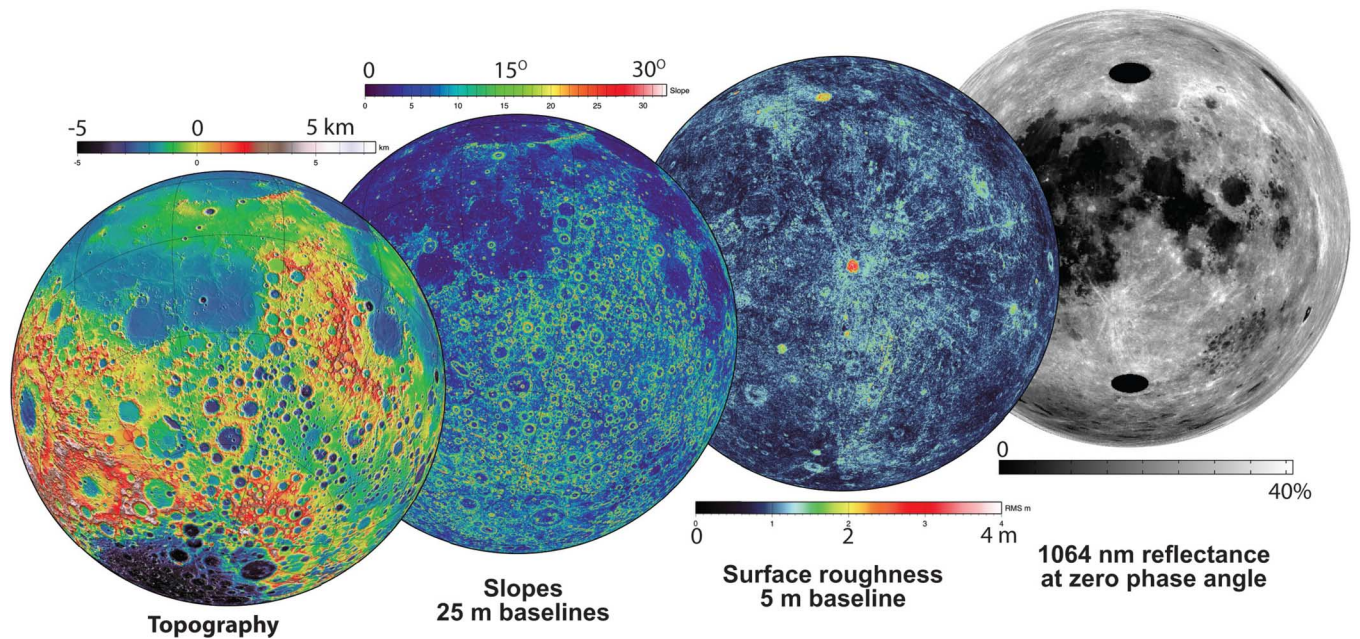 -5 0 5 km
-5 0 5 km
Topography
0 15° 30°
0 5 10 15 20 25 30 Slope
Slopes
25 m baselines
0 1 2 3 4 RMS m
0 2 4 m
Surface roughness
5 m baseline
0
40%
1064 nm reflectance
at zero phase angle